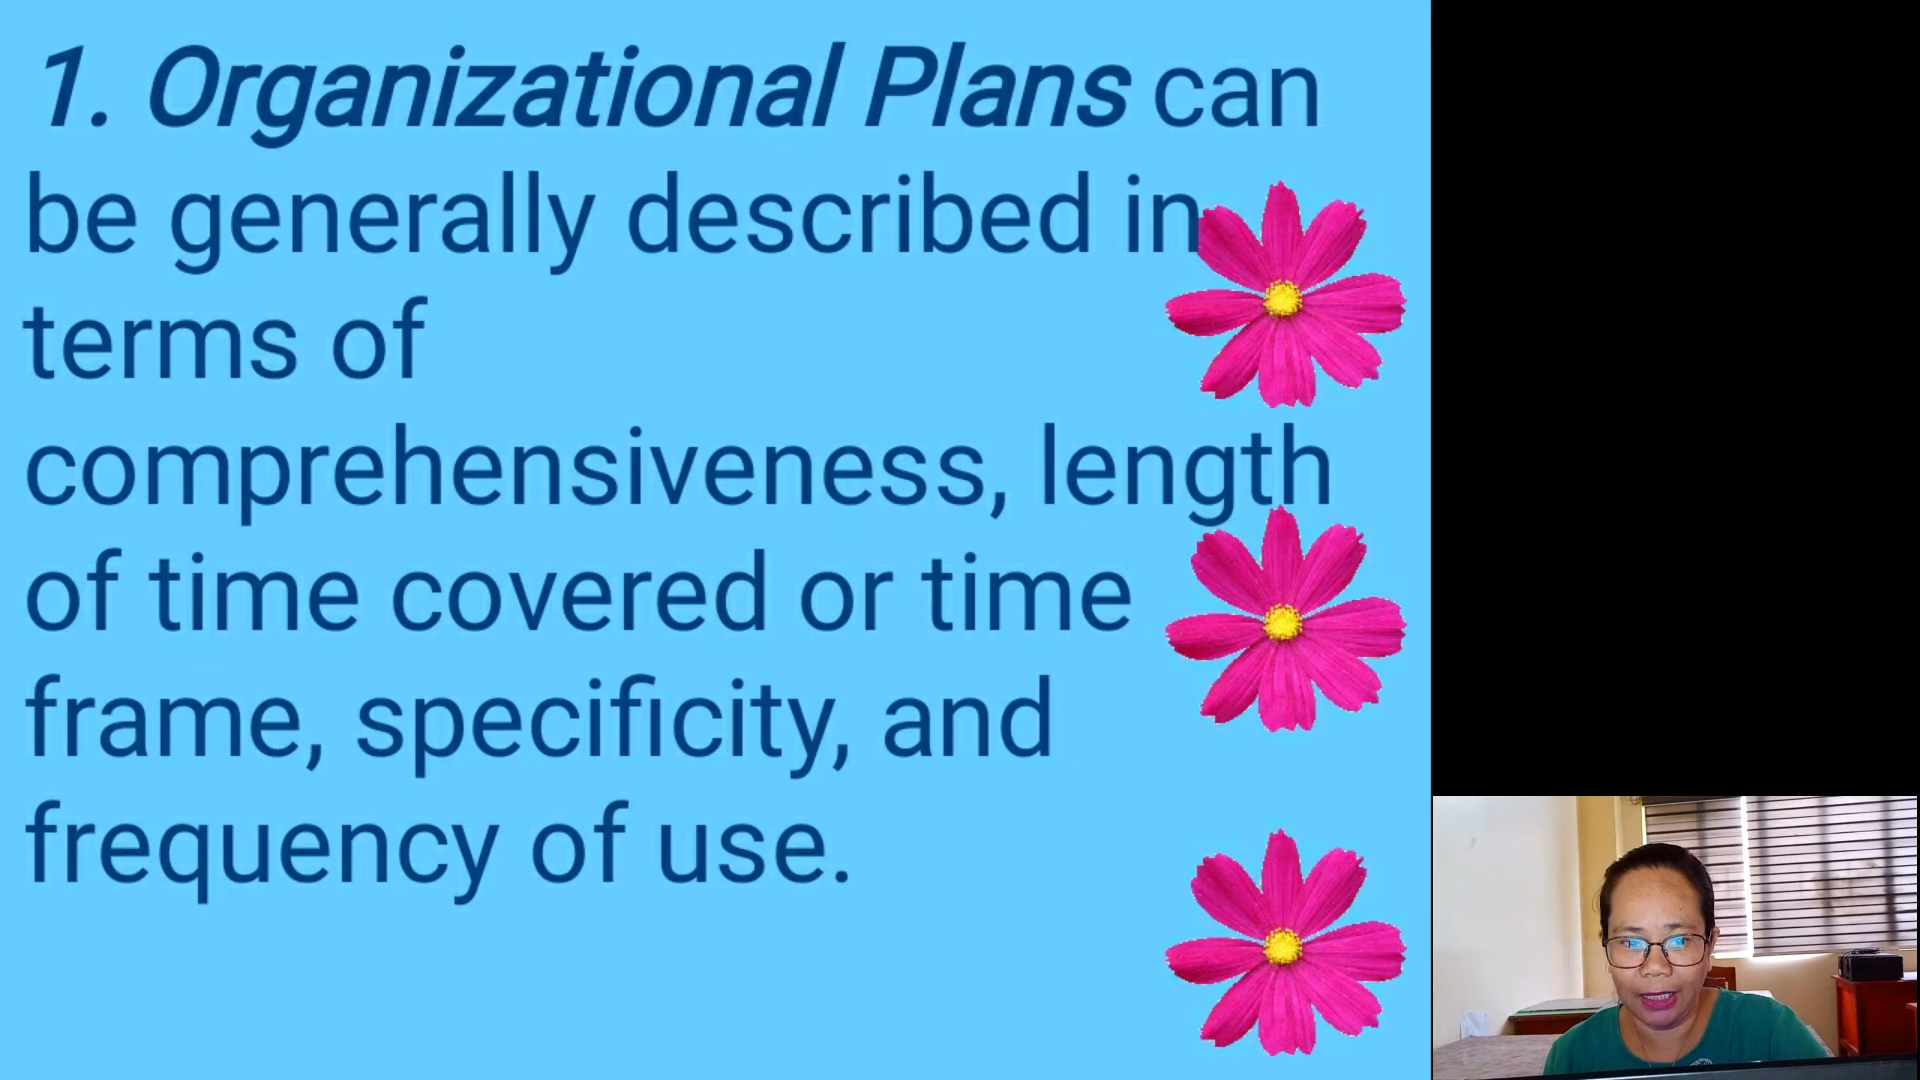 1. Organizational Plans can
be generally described in
terms of
comprehensiveness, length
of time covered or time
frame, specificity, and
frequency of use.